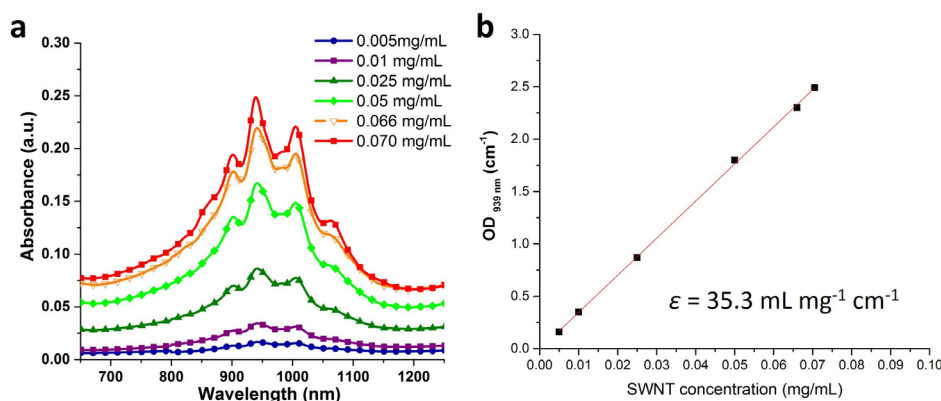 a
0.30
0.25
0.20
0.15
0.10
0.05
0.00
Absorbance (a.u.)
0.005mg/mL
0.01 mg/mL
0.025 mg/mL
0.05 mg/mL
0.066 mg/mL
0.070 mg/mL
700 800 900 1000 1100 1200
Wavelength (nm)
b
3.0
2.5
2.0
1.5
1.0
0.5
0.0
OD 939 nm (cm⁻¹)
ε = 35.3 mL mg⁻¹ cm⁻¹
0.00 0.01 0.02 0.03 0.04 0.05 0.06 0.07 0.08 0.09 0.10
SWNT concentration (mg/mL)